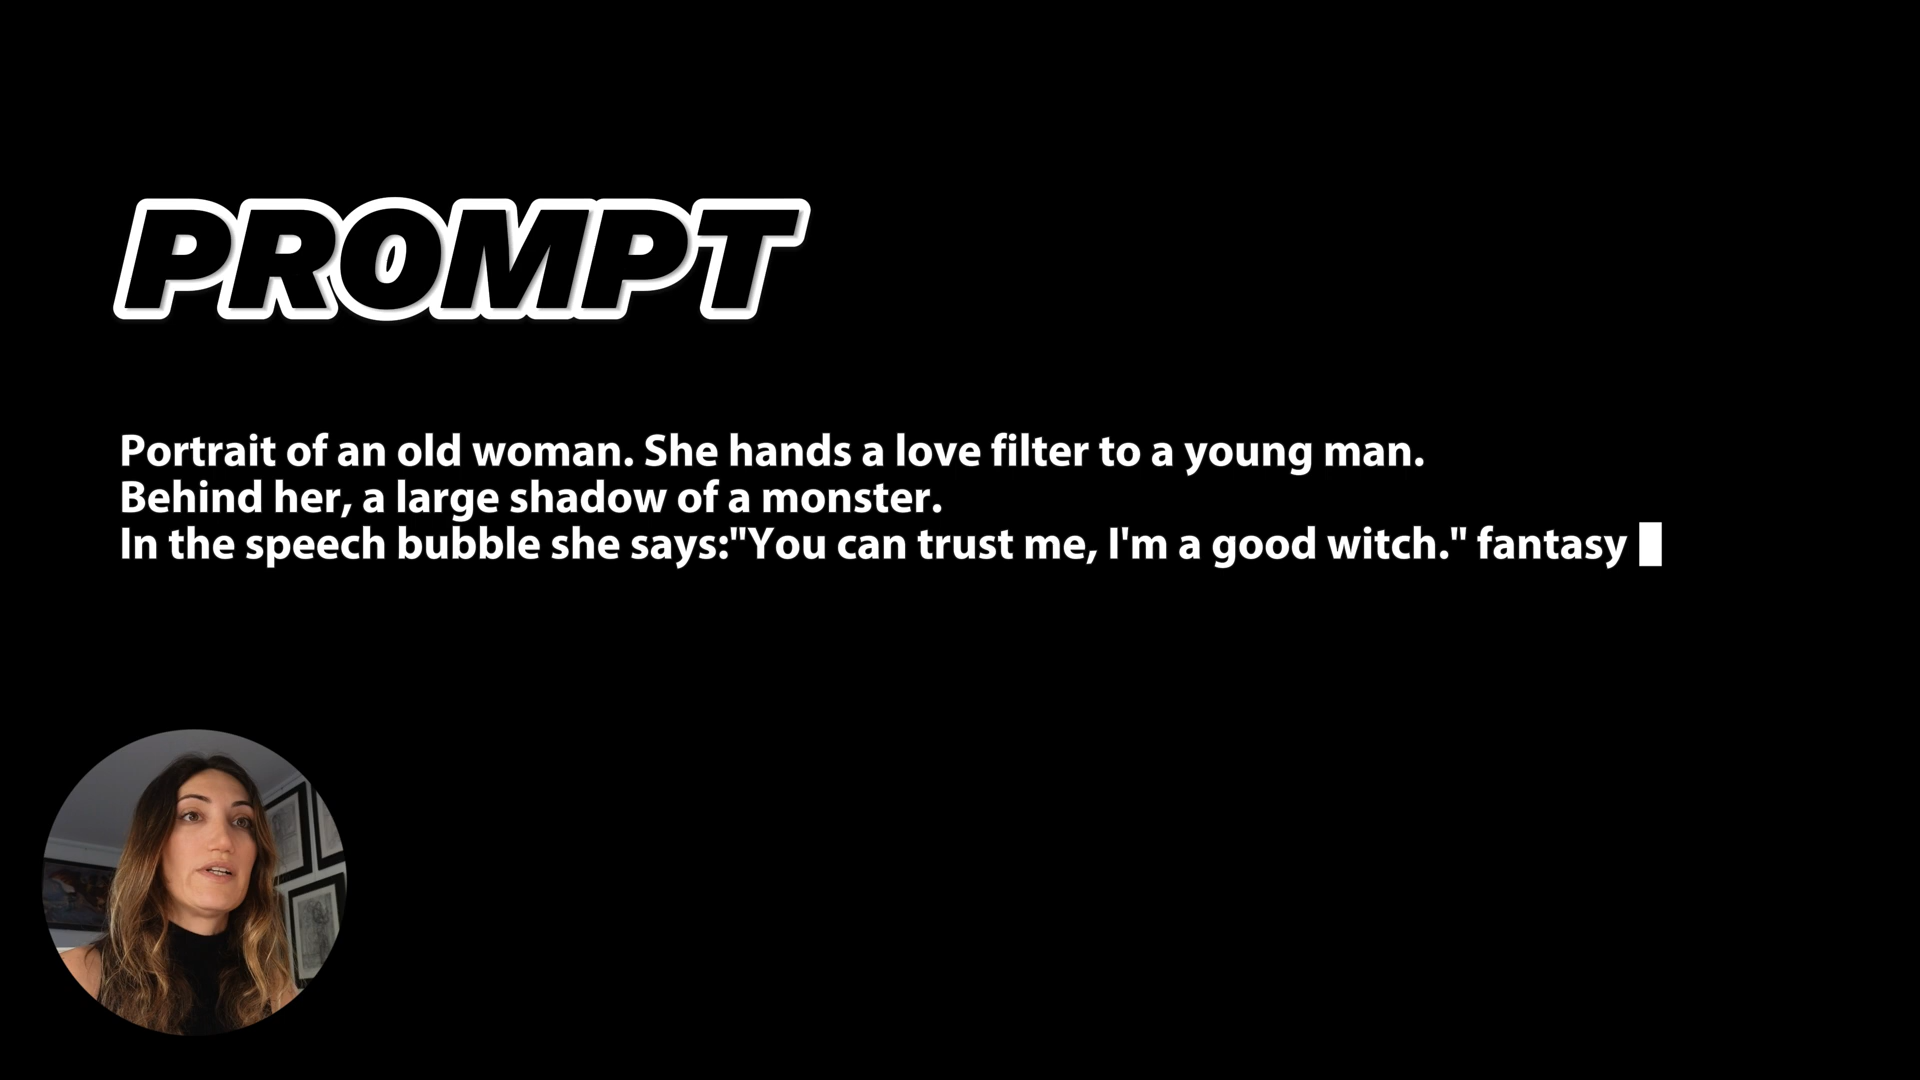 PROMPT
Portrait of an old woman. She hands a love filter to a young man.
Behind her, a large shadow of a monster.
In the speech bubble she says:"You can trust me, I'm a good witch." fantasy